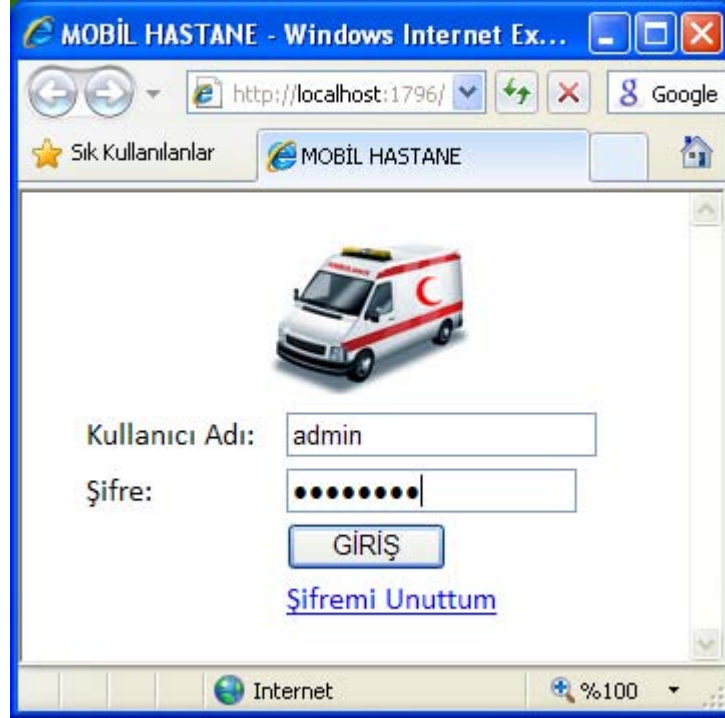 MOBİL HASTANE - Windows Internet Ex...
http://localhost:1796/
Google
Sık Kullanılanlar
MOBİL HASTANE
Kullanıcı Adı: admin
Şifre: ●●●●●●●●
GİRİŞ
Şifremi Unuttum
Internet
%100